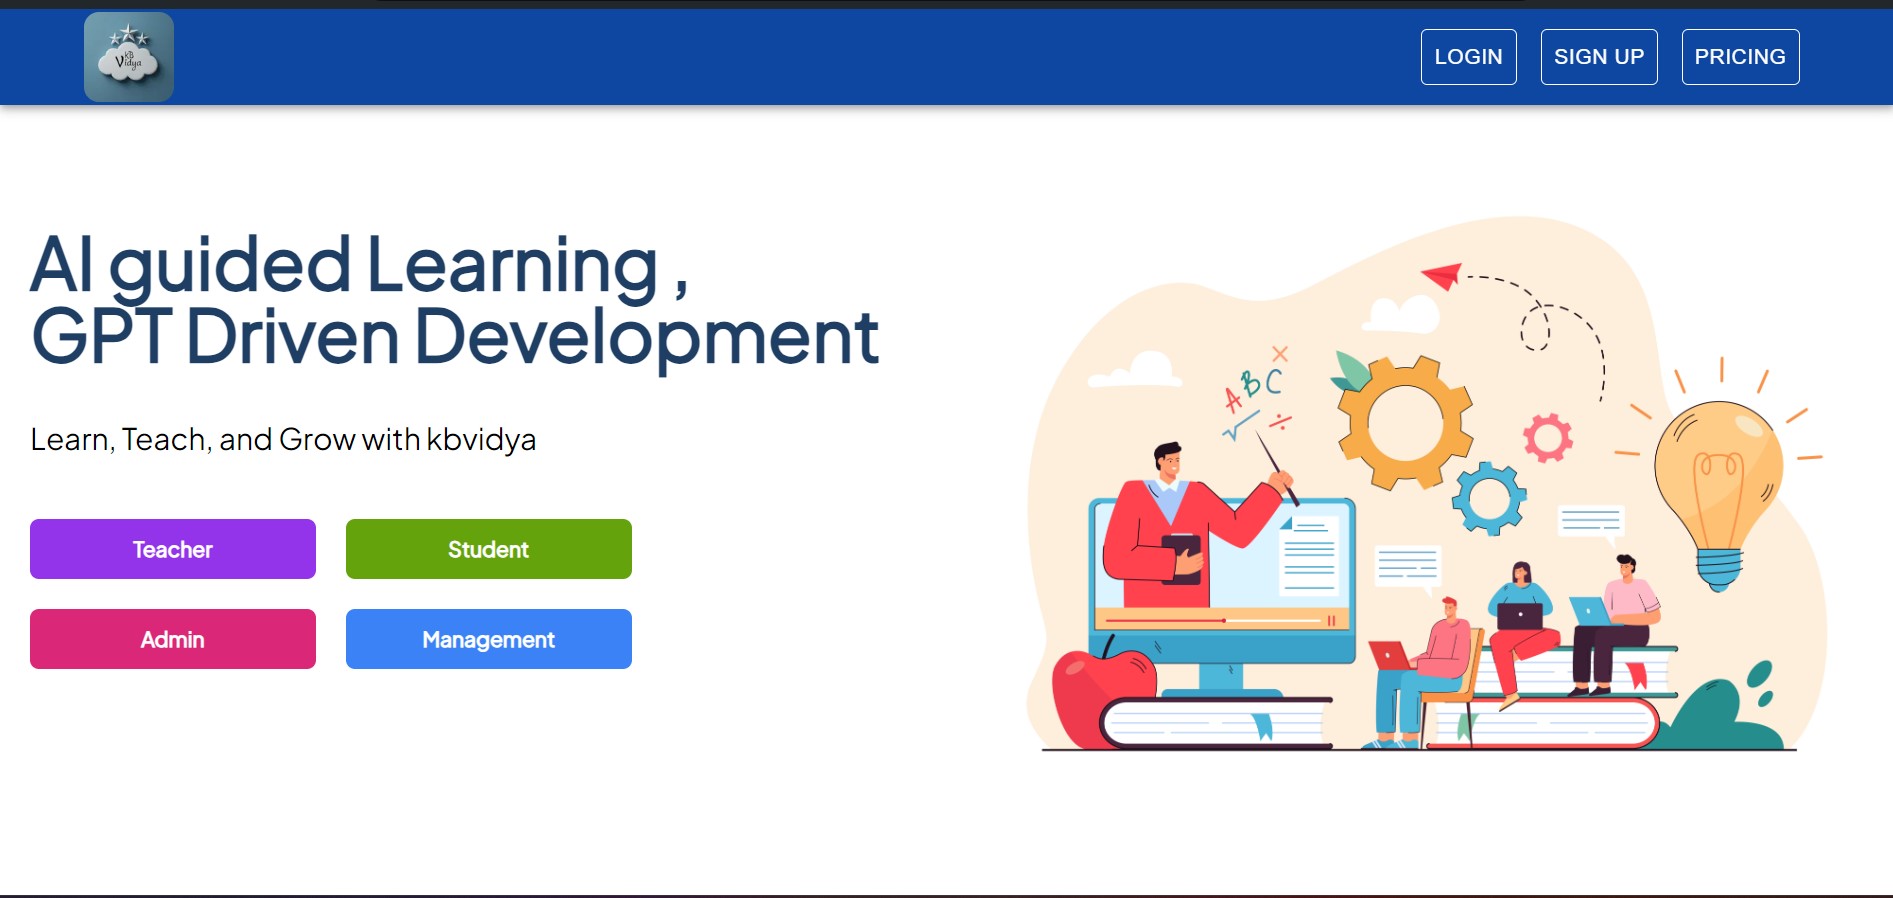 KB
Vidya
LOGIN SIGN UP PRICING
AI guided Learning ,
GPT Driven Development
Learn, Teach, and Grow with kbvidya
Teacher Student
Admin Management
A B C